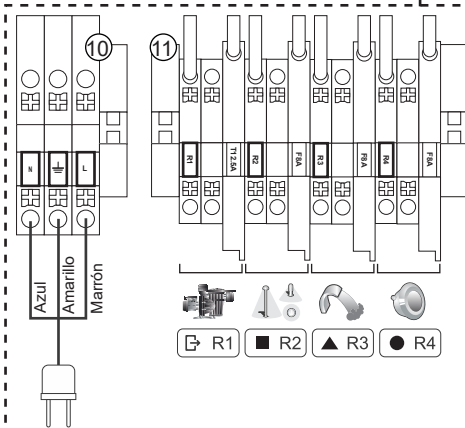 10
11
N
L
R1
T1 2.5A
R2
F8A
R3
F8A
R4
F8A
Azul
Amarillo
Marrón
R1
R2
R3
R4